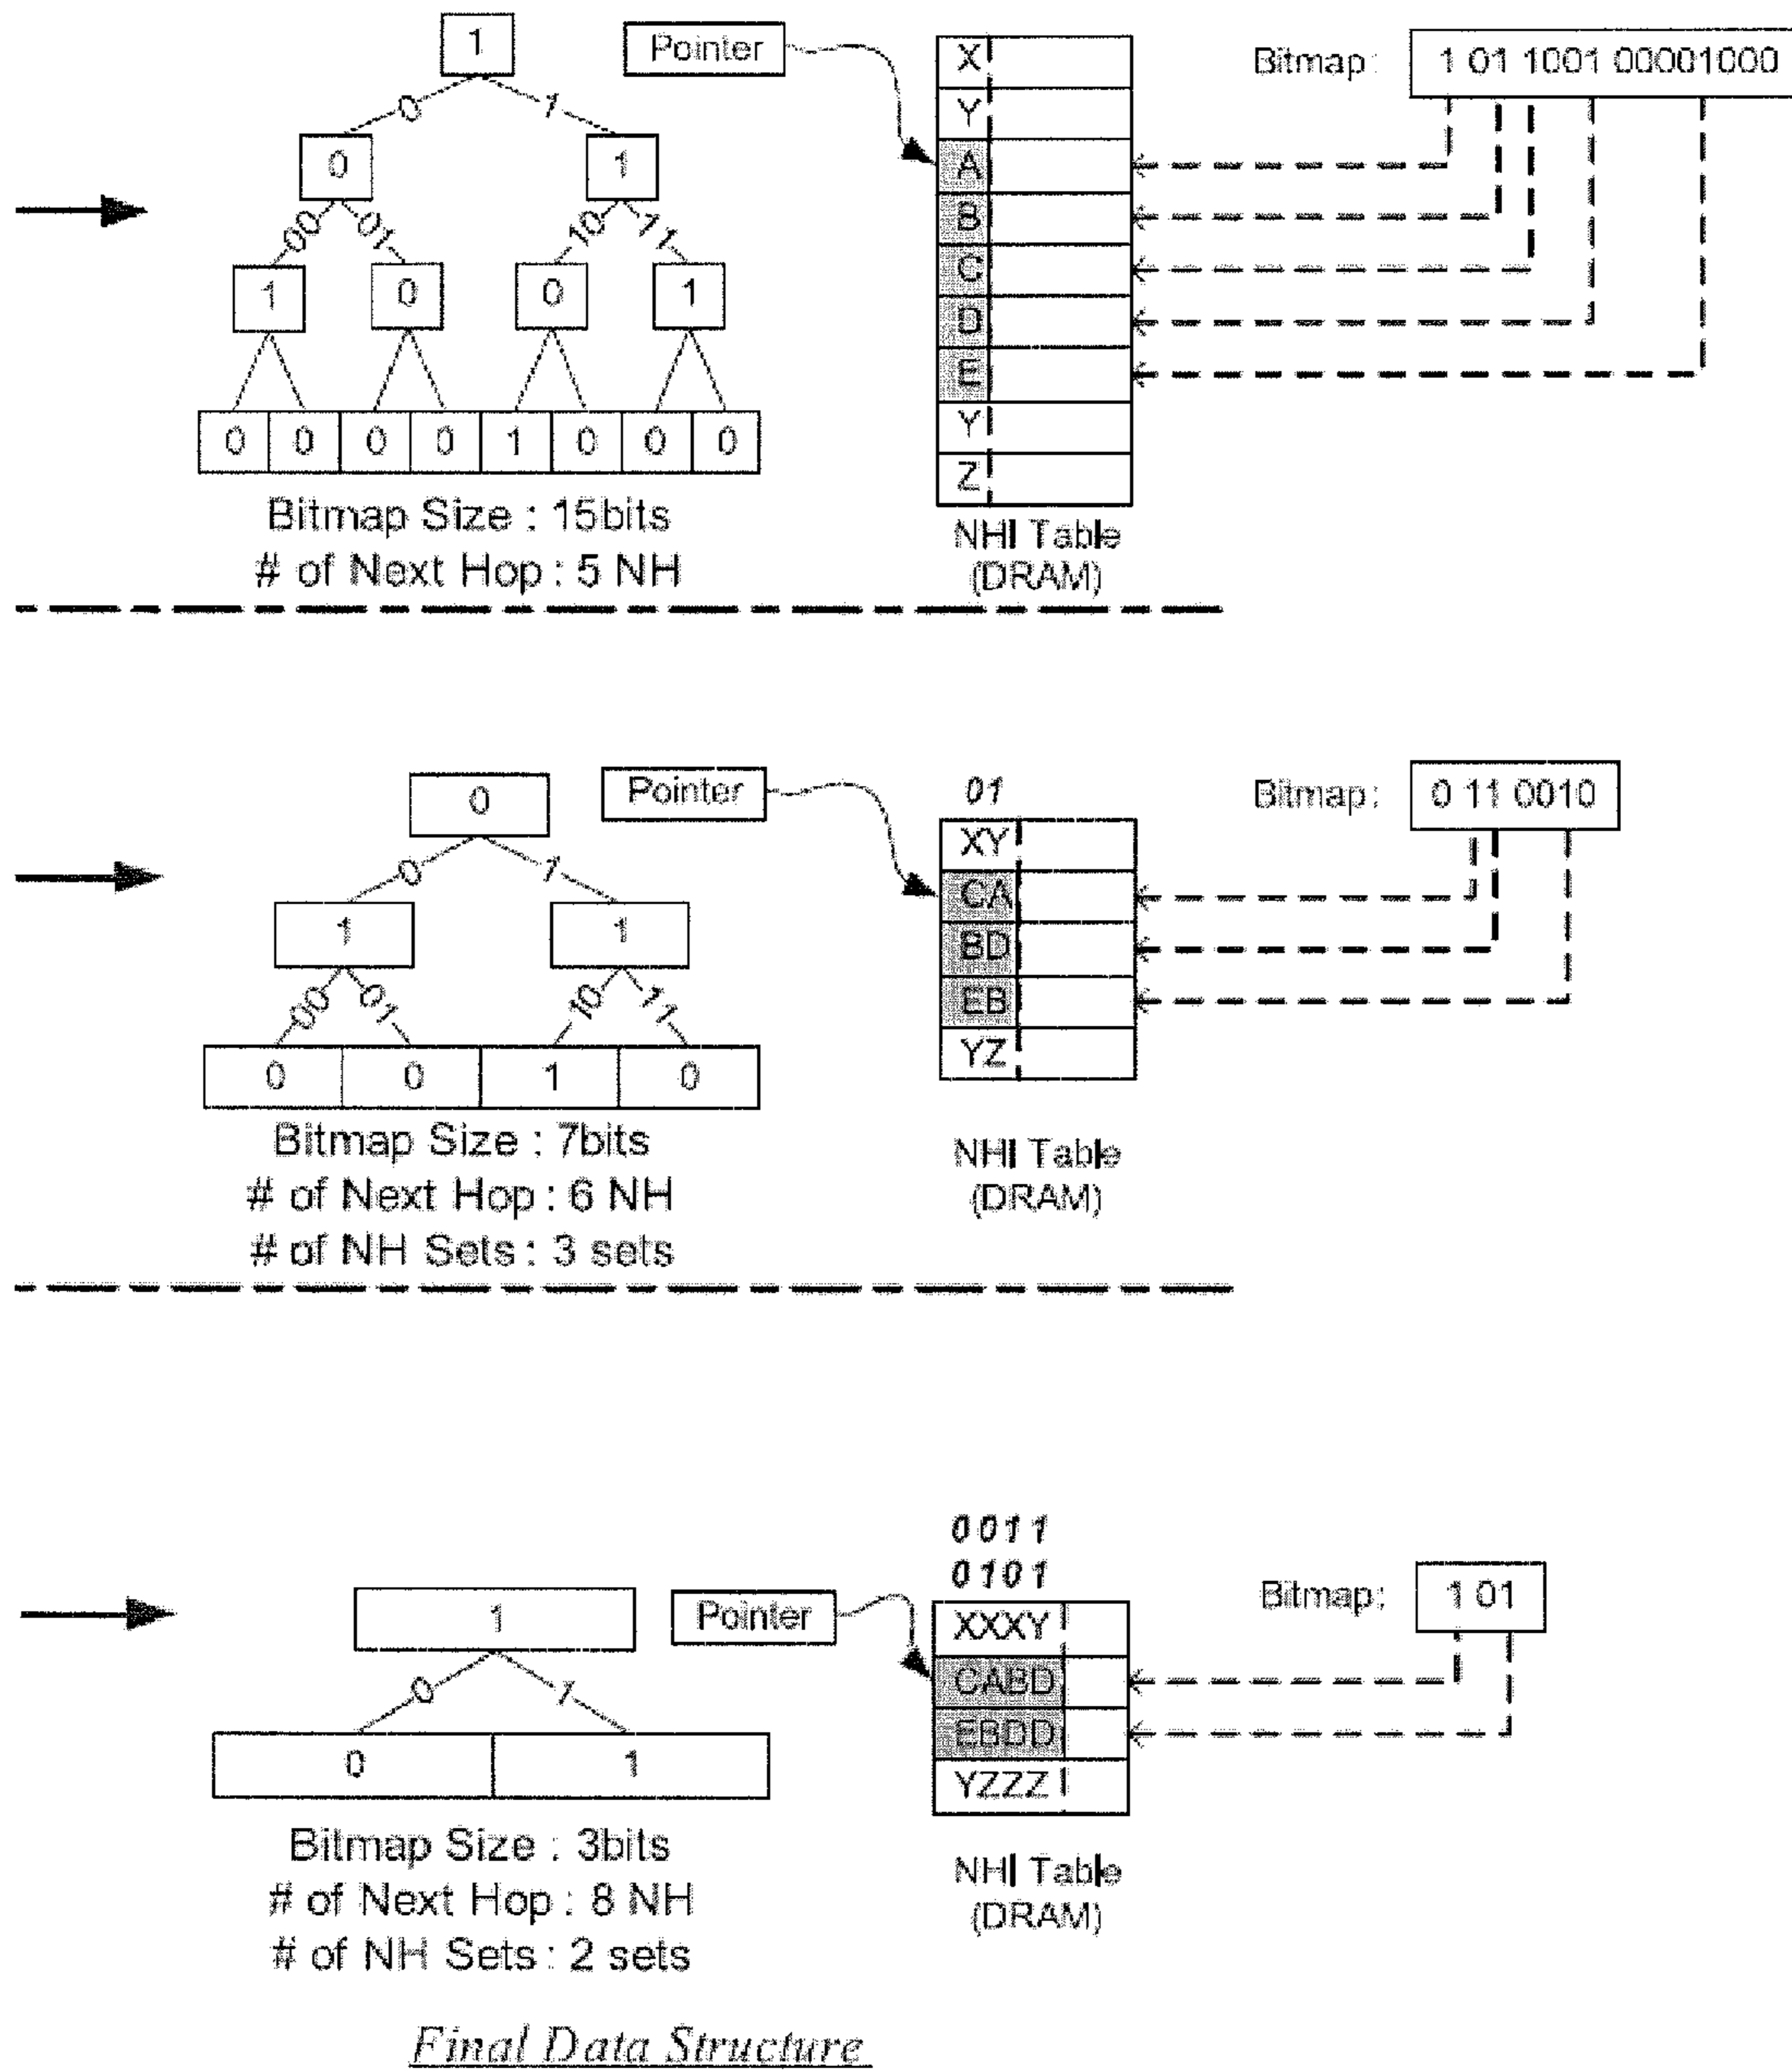 1
Pointer
Bitmap:
1 01 1001 00001000
0 1
0 1
00 01 10 11
1 0 0 1
0 0 0 0 1 0 0 0
Bitmap Size : 15bits
# of Next Hop : 5 NH
X
Y
A
B
C
D
E
Y
Z
NHI Table
(DRAM)
0
Pointer
01
Bitmap:
0 11 0010
0 1
1 1
00 01 10 11
0 0 1 0
Bitmap Size : 7bits
# of Next Hop : 6 NH
# of NH Sets : 3 sets
XY
CA
BD
EB
YZ
NHI Table
(DRAM)
1
Pointer
0011
0101
Bitmap:
1 01
0 1
0 1
Bitmap Size : 3bits
# of Next Hop : 8 NH
# of NH Sets : 2 sets
XXXY
CABD
EBDD
YZZZ
NHI Table
(DRAM)
Final Data Structure